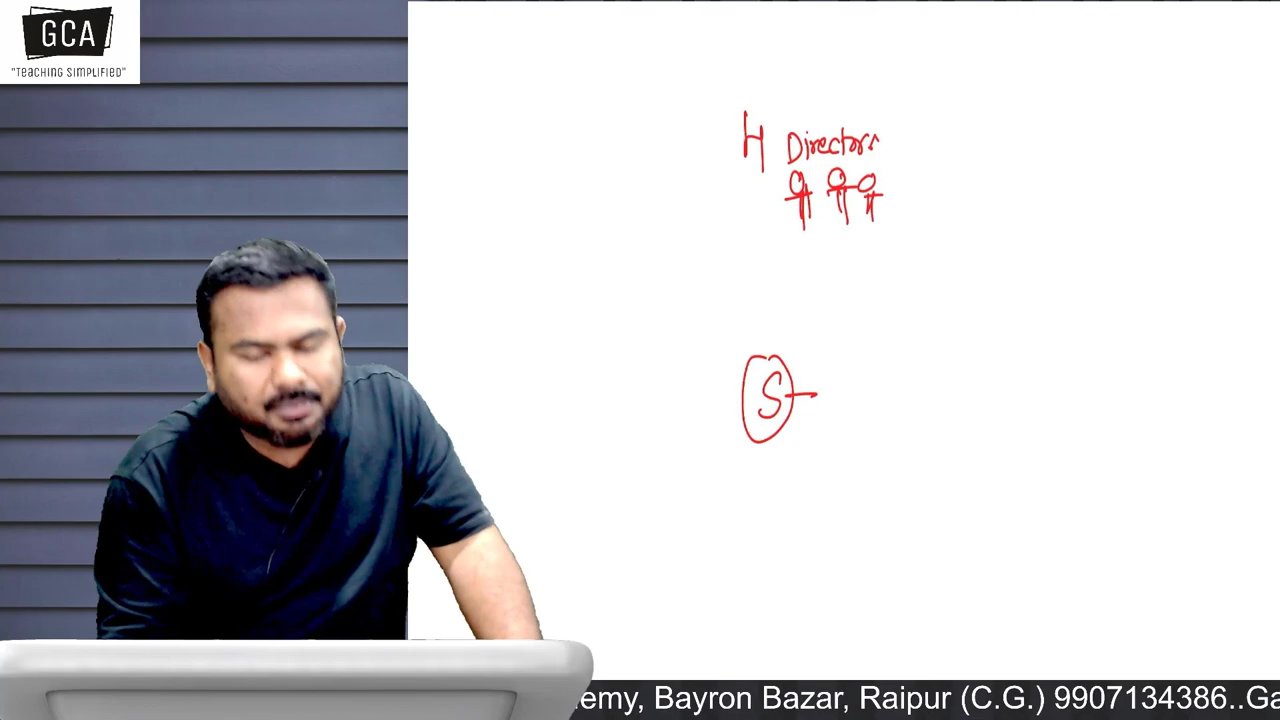 GCA
"Teaching SIMPLIFIED"
H Directors
S
emy, Bayron Bazar, Raipur (C.G.) 9907134386..Ga